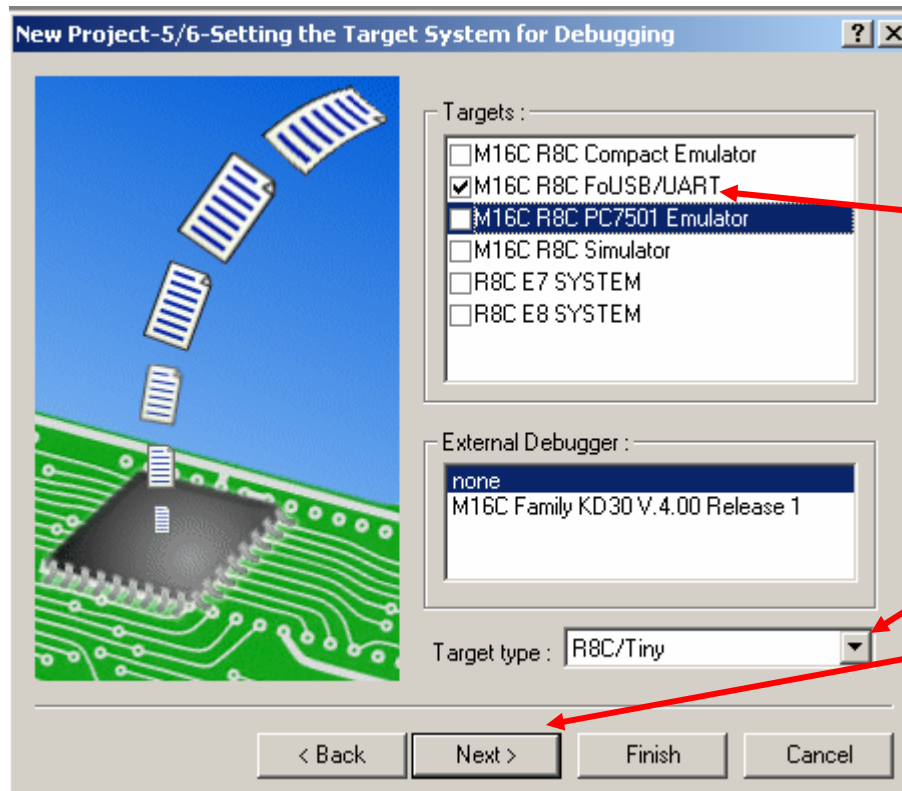 New Project-5/6-Setting the Target System for Debugging
Targets :
M16C R8C Compact Emulator
M16C R8C FoUSB/UART
M16C R8C PC7501 Emulator
M16C R8C Simulator
R8C E7 SYSTEM
R8C E8 SYSTEM
External Debugger :
none
M16C Family KD30 V.4.00 Release 1
Target type : R8C/Tiny
< Back Next > Finish Cancel